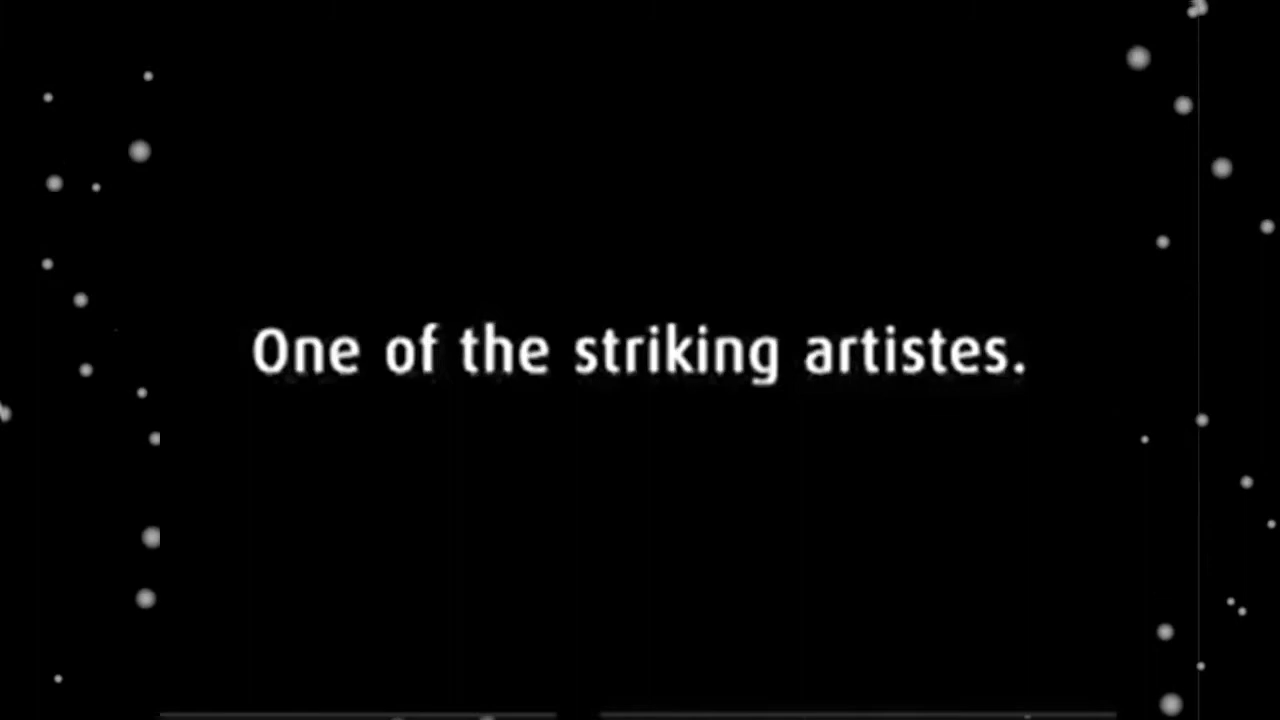 One of the striking artistes.